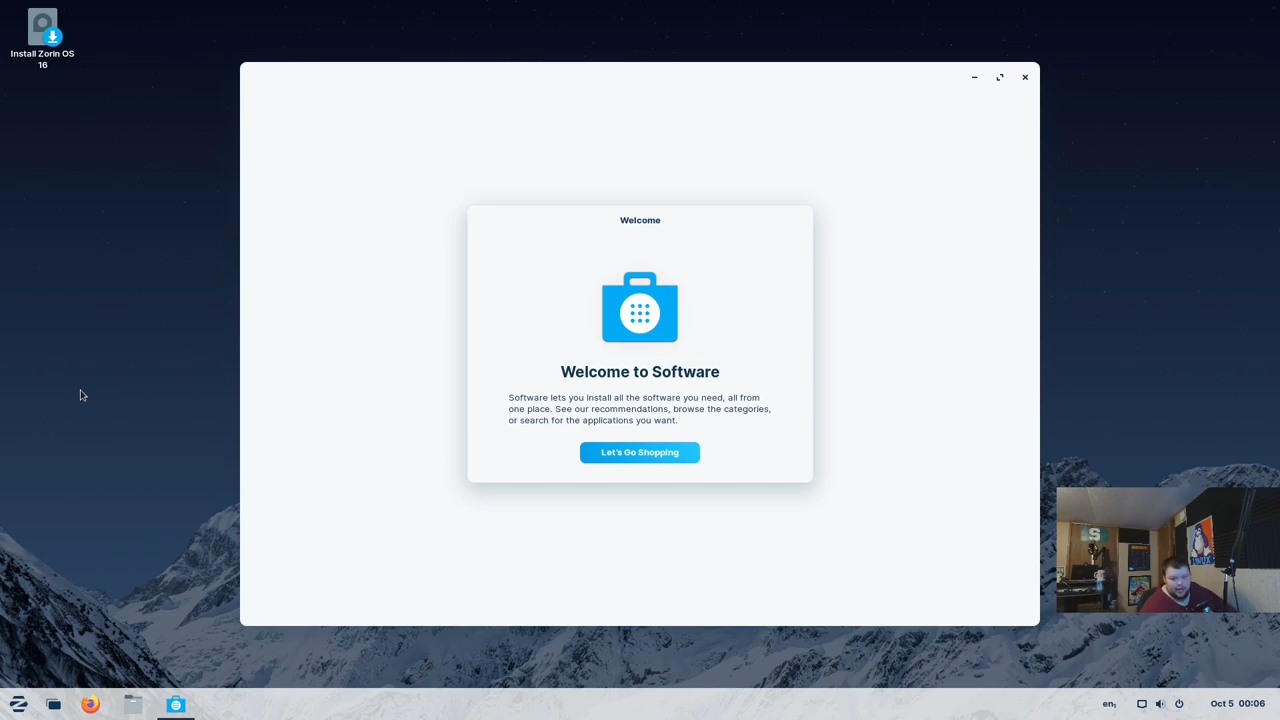 Install Zorin OS
16
Welcome
Welcome to Software
Software lets you install all the software you need, all from
one place. See our recommendations, browse the categories,
or search for the applications you want.
Let's Go Shopping
S
en₁
Oct 5 00:06